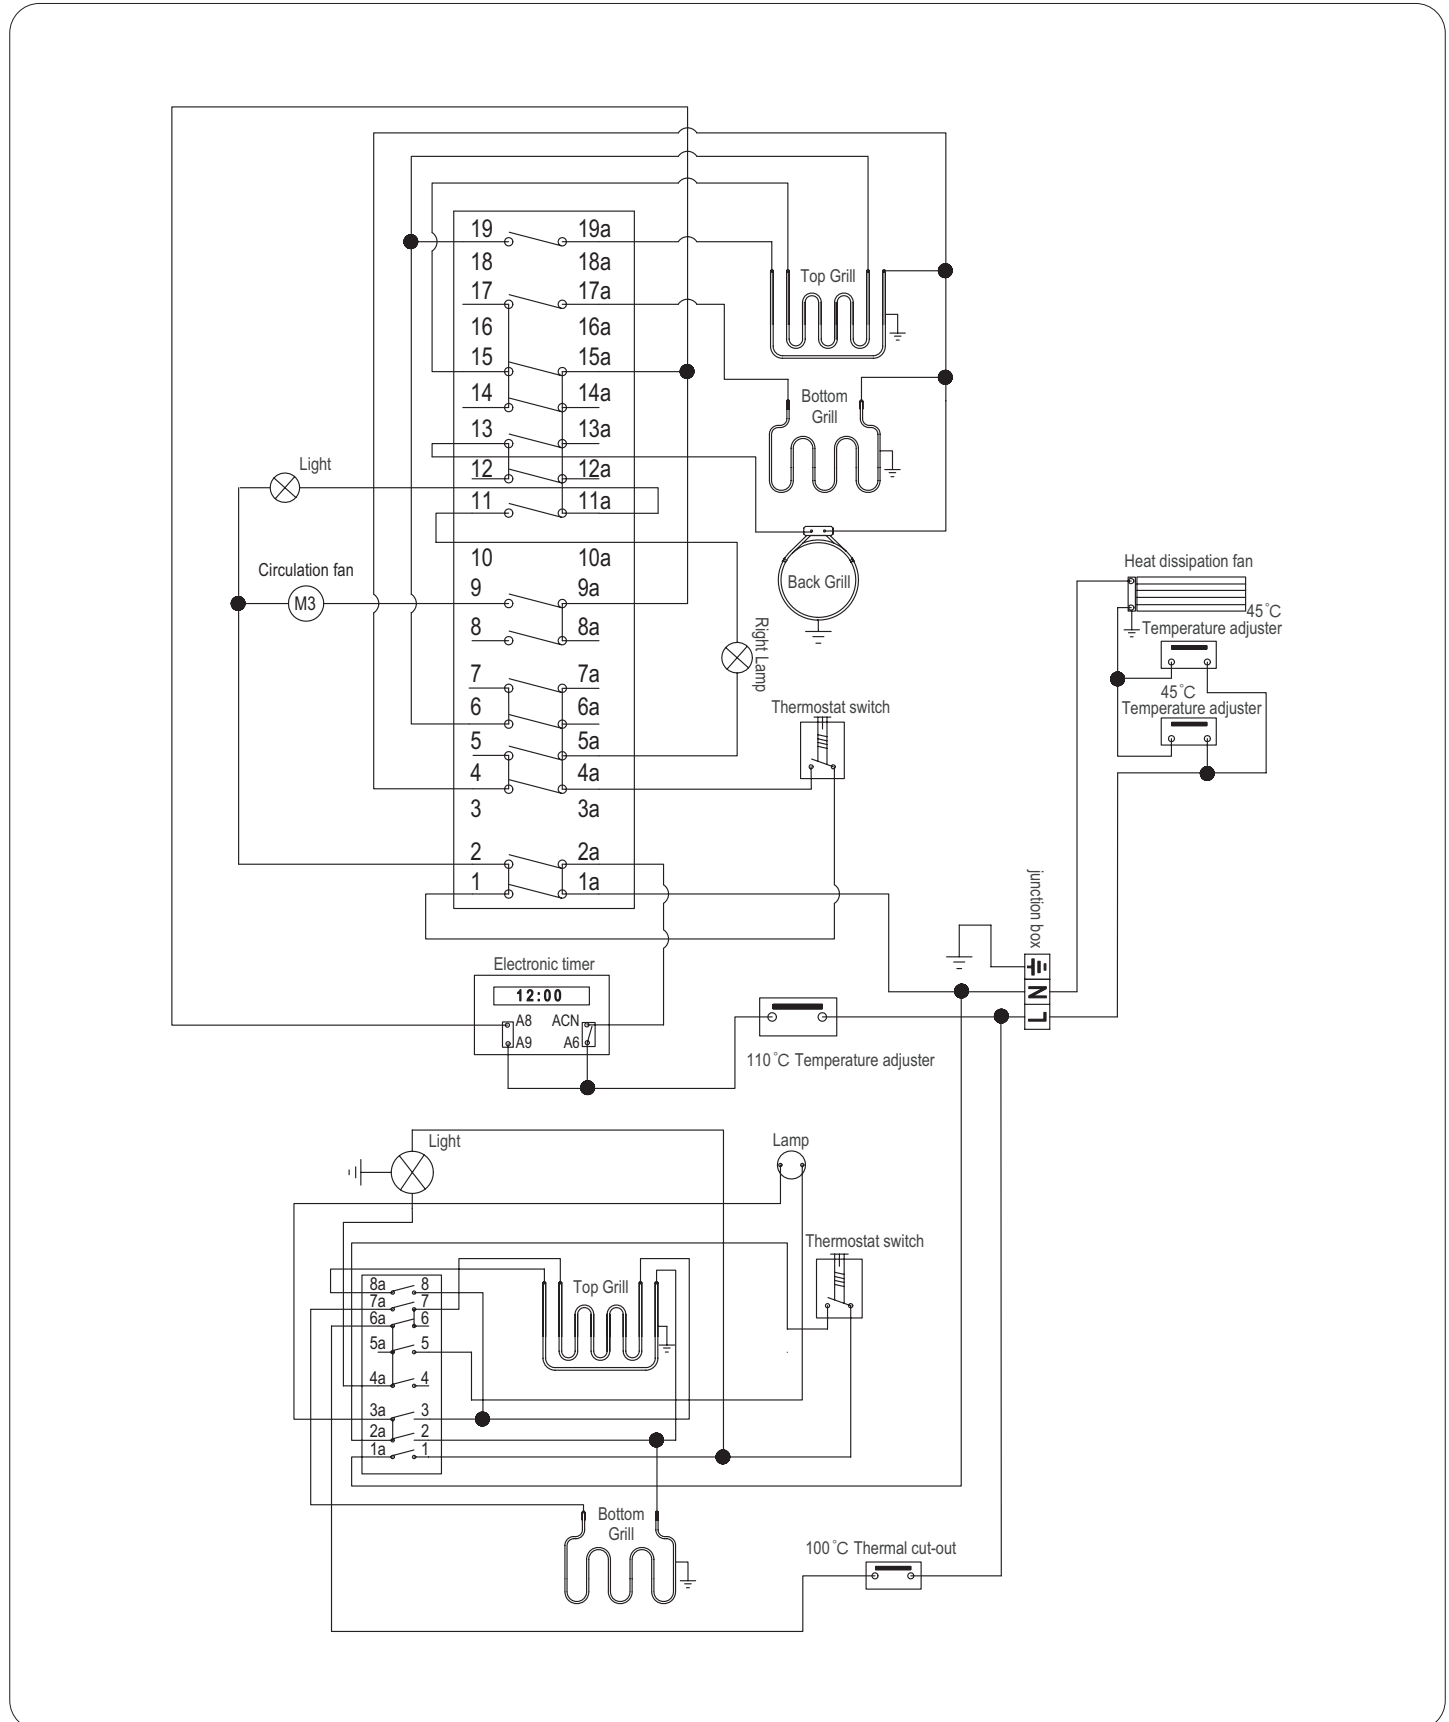 19 19a
18 18a
17 17a
16 16a
15 15a
14 14a
13 13a
12 12a
11 11a
10 10a
9 9a
8 8a
7 7a
6 6a
5 5a
4 4a
3 3a
2 2a
1 1a
Top Grill
Bottom
Grill
Back Grill
Light
Circulation fan
M3
Right Lamp
Thermostat switch
Heat dissipation fan
45°C
Temperature adjuster
45°C
Temperature adjuster
junction box
N
L
Electronic timer
12:00
A8 ACN
A9 A6
110°C Temperature adjuster
Light
Lamp
Thermostat switch
Top Grill
8a 8
7a 7
6a 6
5a 5
4a 4
3a 3
2a 2
1a 1
Bottom
Grill
100°C Thermal cut-out